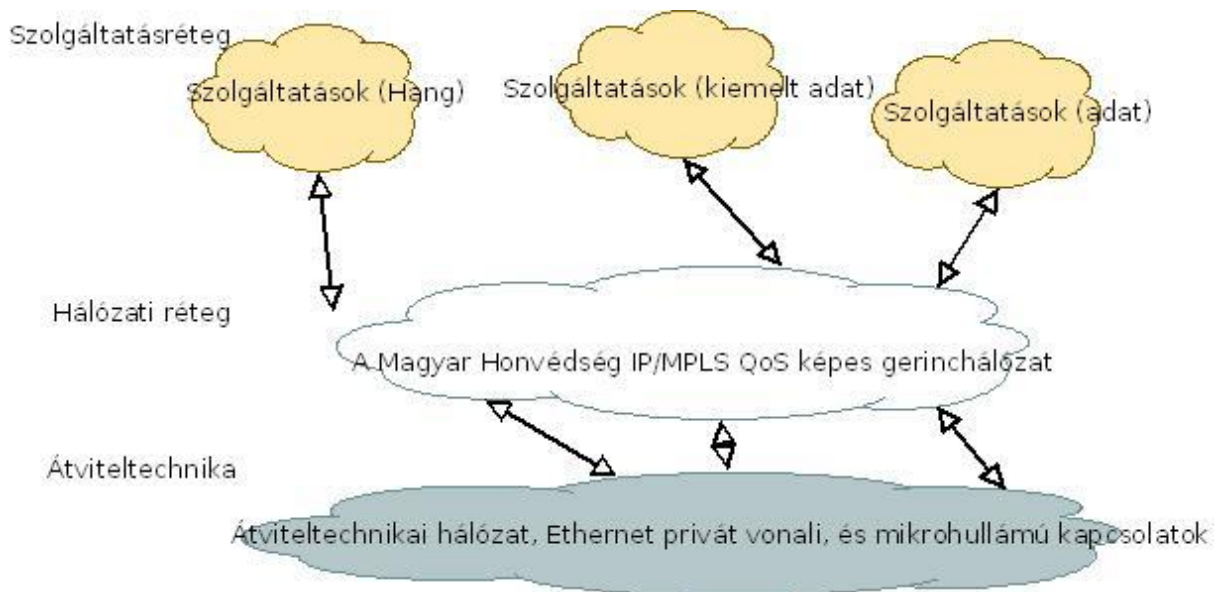 Szolgáltatásréteg
Szolgáltatások (Hang)
Szolgáltatások (kiemelt adat)
Szolgáltatások (adat)
Hálózati réteg
A Magyar Honvédség IP/MPLS QoS képes gerinchálózat
Átviteltechnika
Átviteltechnikai hálózat, Ethernet privát vonali, és mikrohullámú kapcsolatok